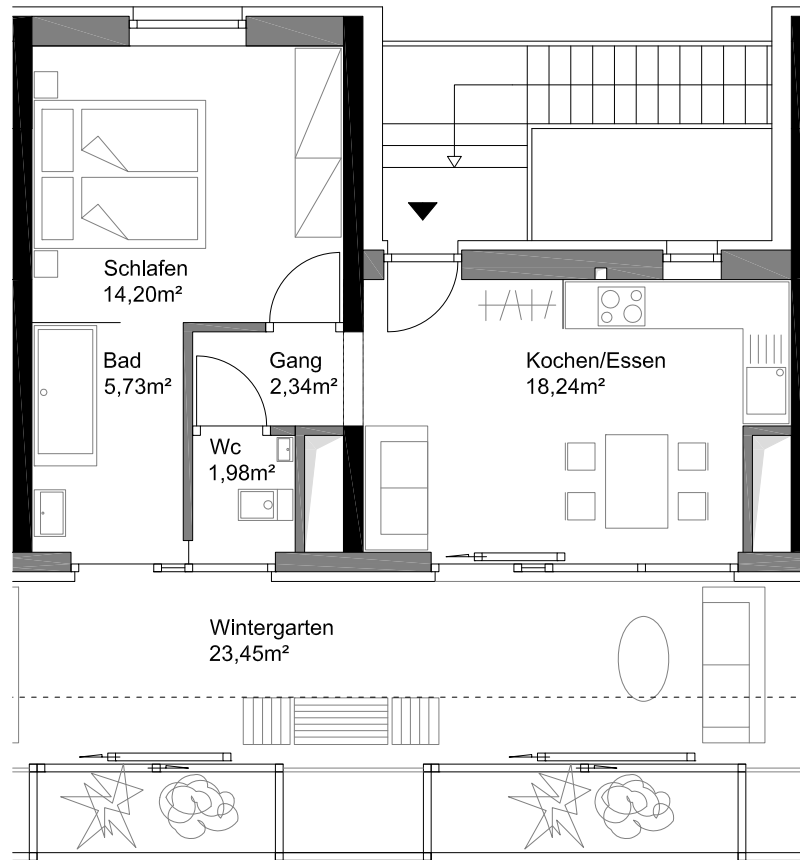 Schlafen
14,20m²
Bad
5,73m²
Gang
2,34m²
Kochen/Essen
18,24m²
Wc
1,98m²
Wintergarten
23,45m²